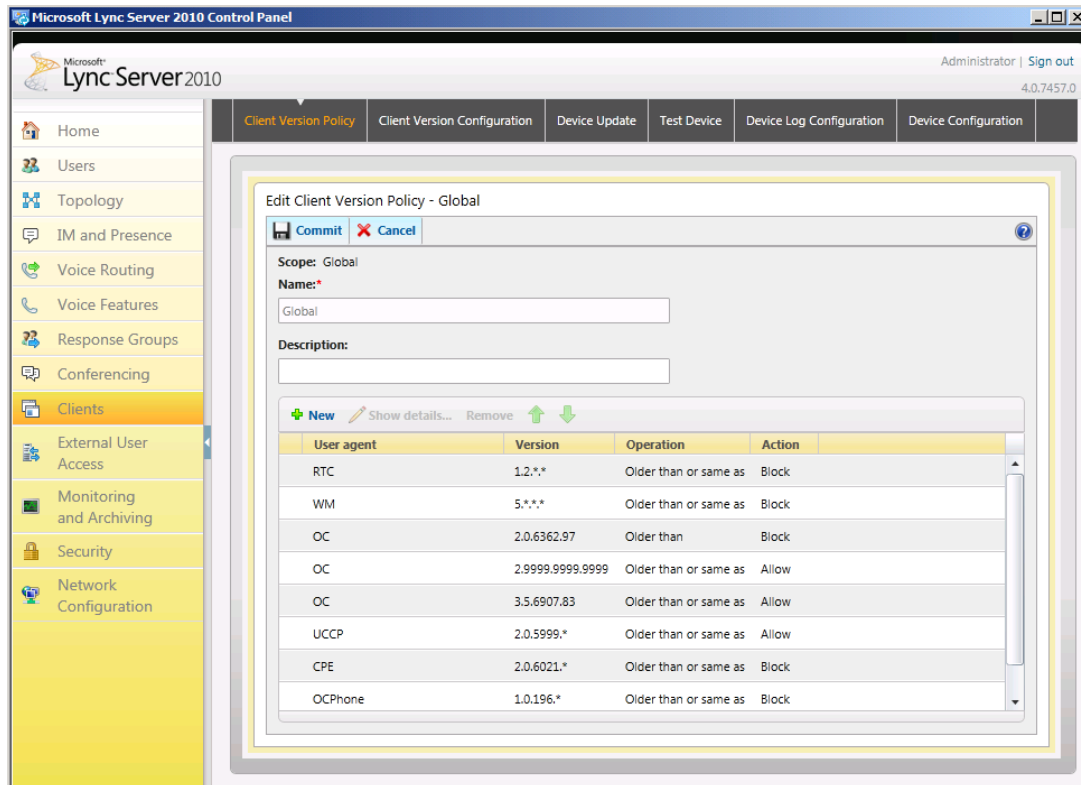 Microsoft Lync Server 2010 Control Panel
Microsoft®
Lync Server 2010
Administrator | Sign out
4.0.7457.0
Home
Users
Topology
IM and Presence
Voice Routing
Voice Features
Response Groups
Conferencing
Clients
External User
Access
Monitoring
and Archiving
Security
Network
Configuration
Client Version Policy Client Version Configuration Device Update Test Device Device Log Configuration Device Configuration
Edit Client Version Policy - Global
Commit Cancel
Scope: Global
Name:*
Global
Description:
New Show details... Remove
User agent Version Operation Action
RTC 1.2.*.* Older than or same as Block
WM 5.*.*.* Older than or same as Block
OC 2.0.6362.97 Older than Block
OC 2.9999.9999.9999 Older than or same as Allow
OC 3.5.6907.83 Older than or same as Allow
UCCP 2.0.5999.* Older than or same as Allow
CPE 2.0.6021.* Older than or same as Block
OCPhone 1.0.196.* Older than or same as Block